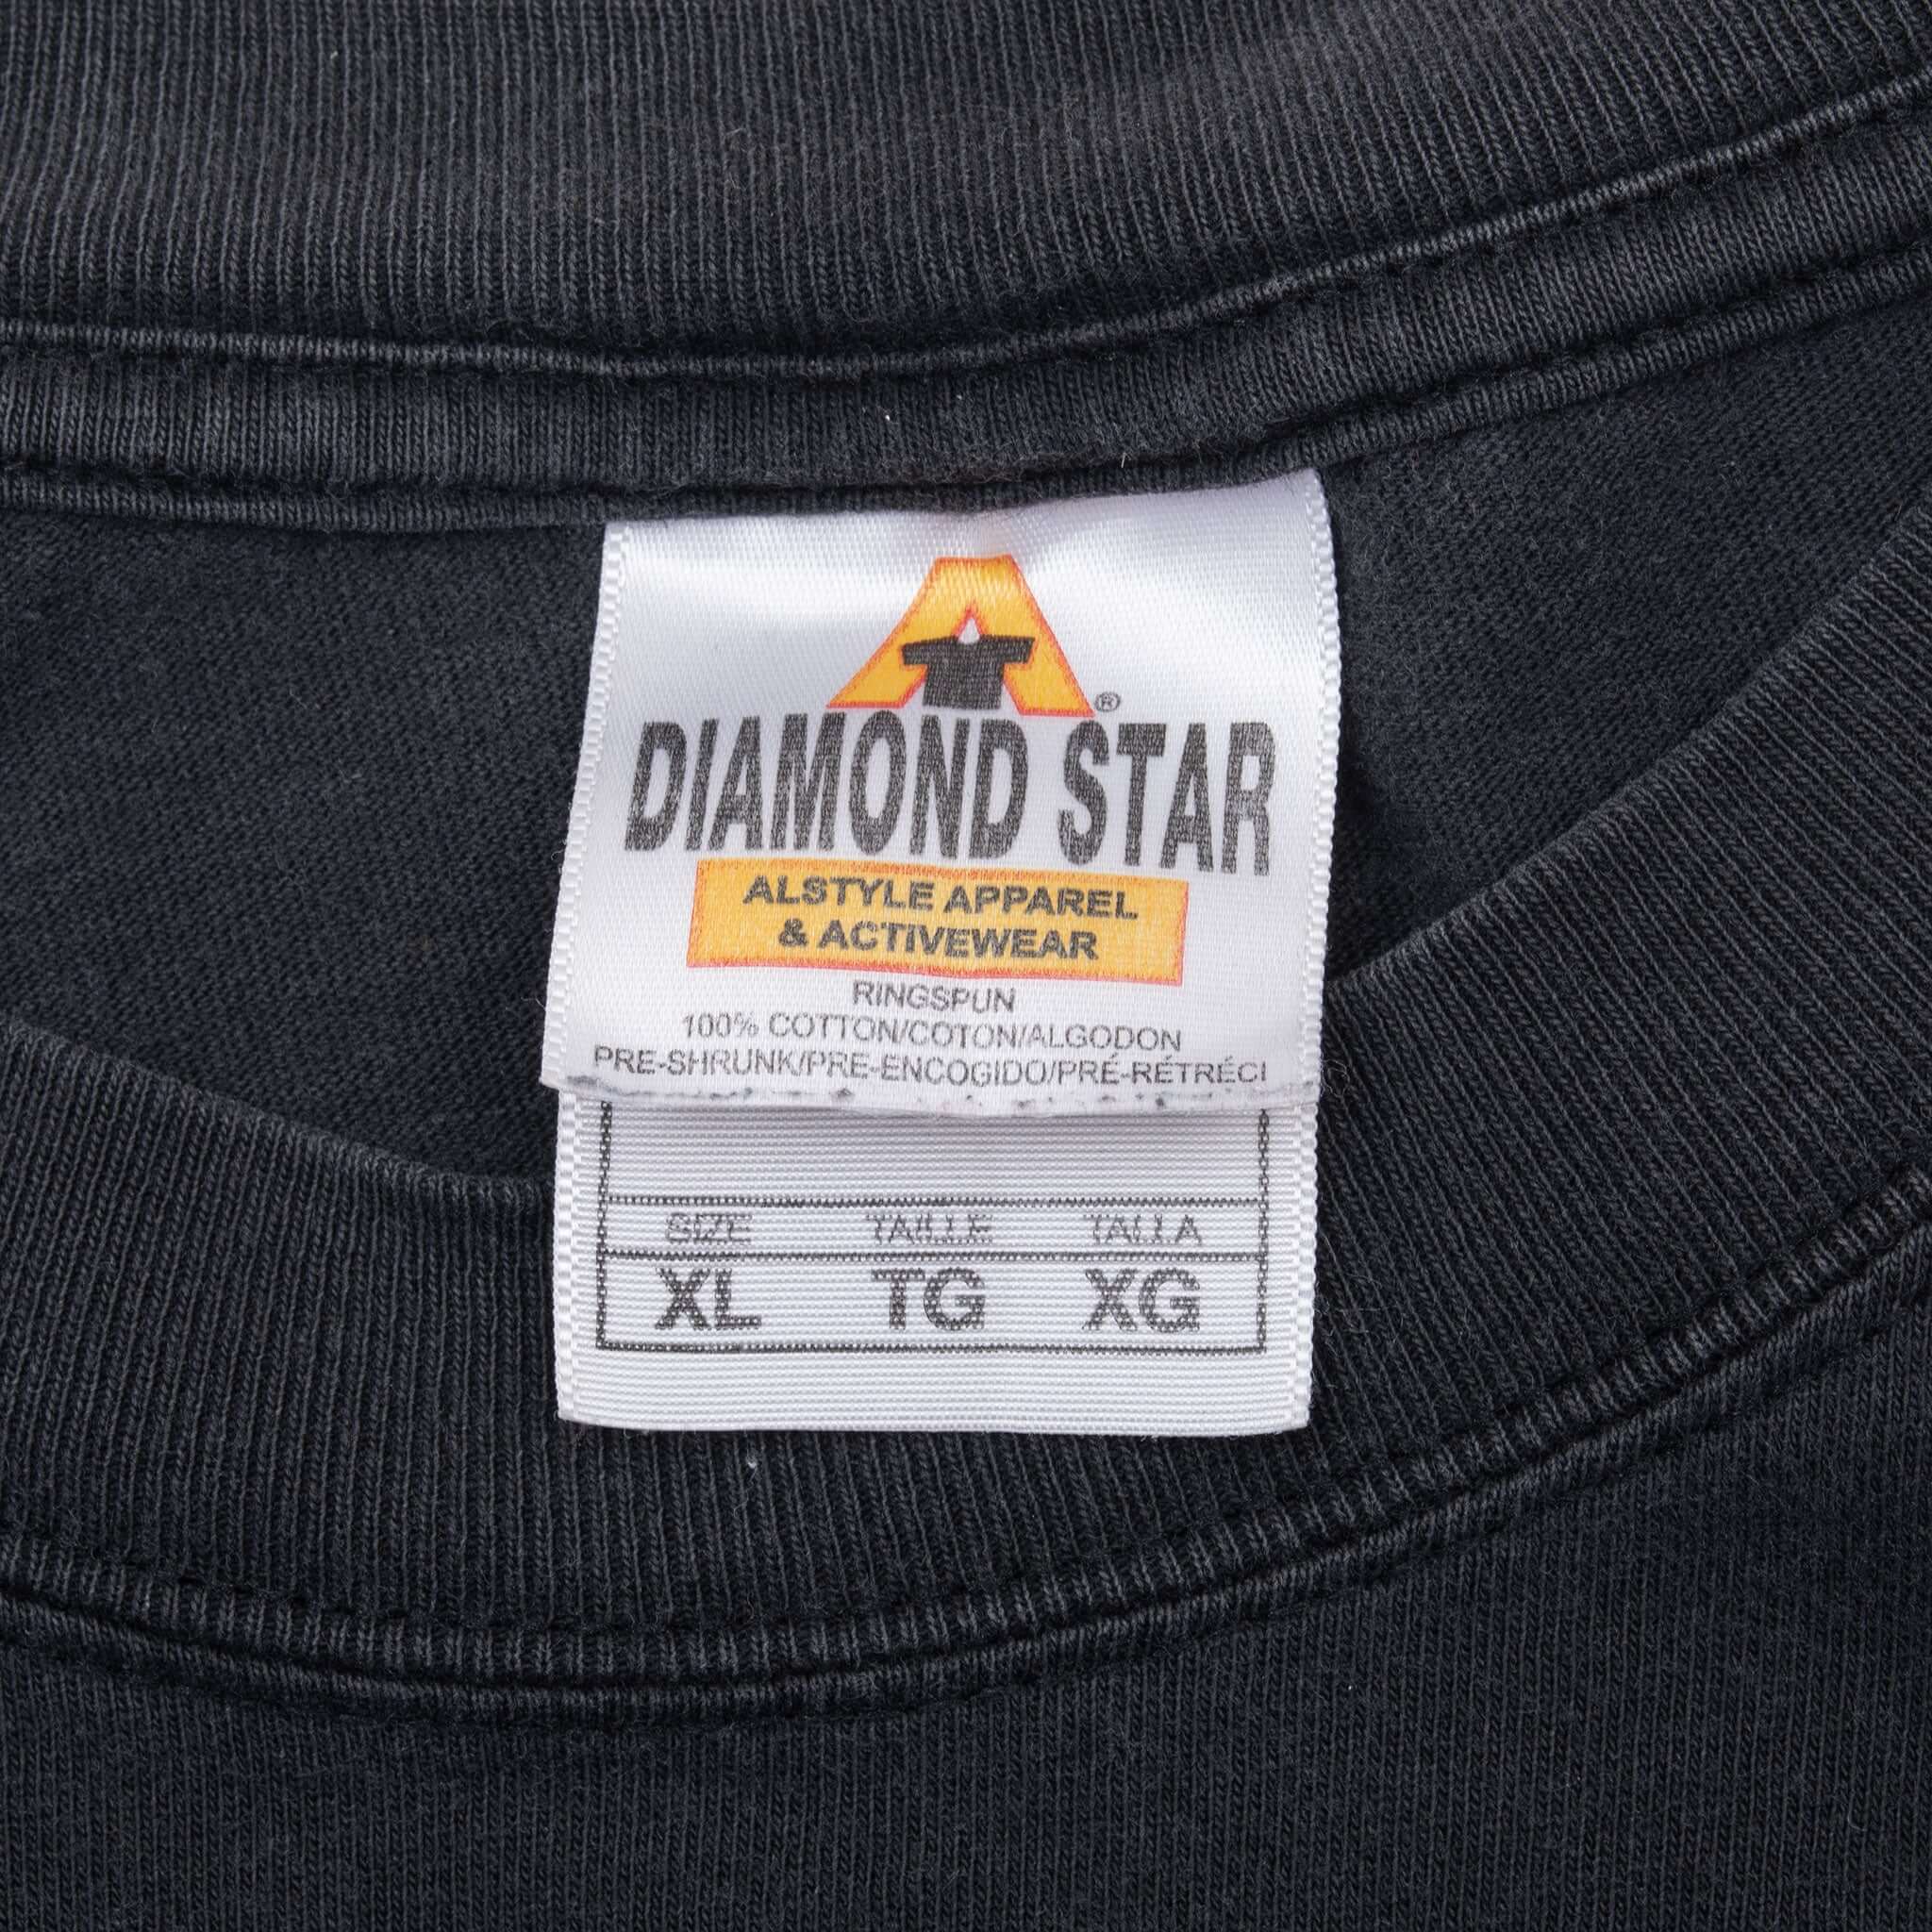 A ®
DIAMOND STAR
ALSTYLE APPAREL
& ACTIVEWEAR
RINGSPUN
100% COTTON/COTON/ALGODON
PRE-SHRUNK/PRE-ENCOGIDO/PRÉ-RÉTRÉCI
SIZE TAILLE TALLA
XL TG XG